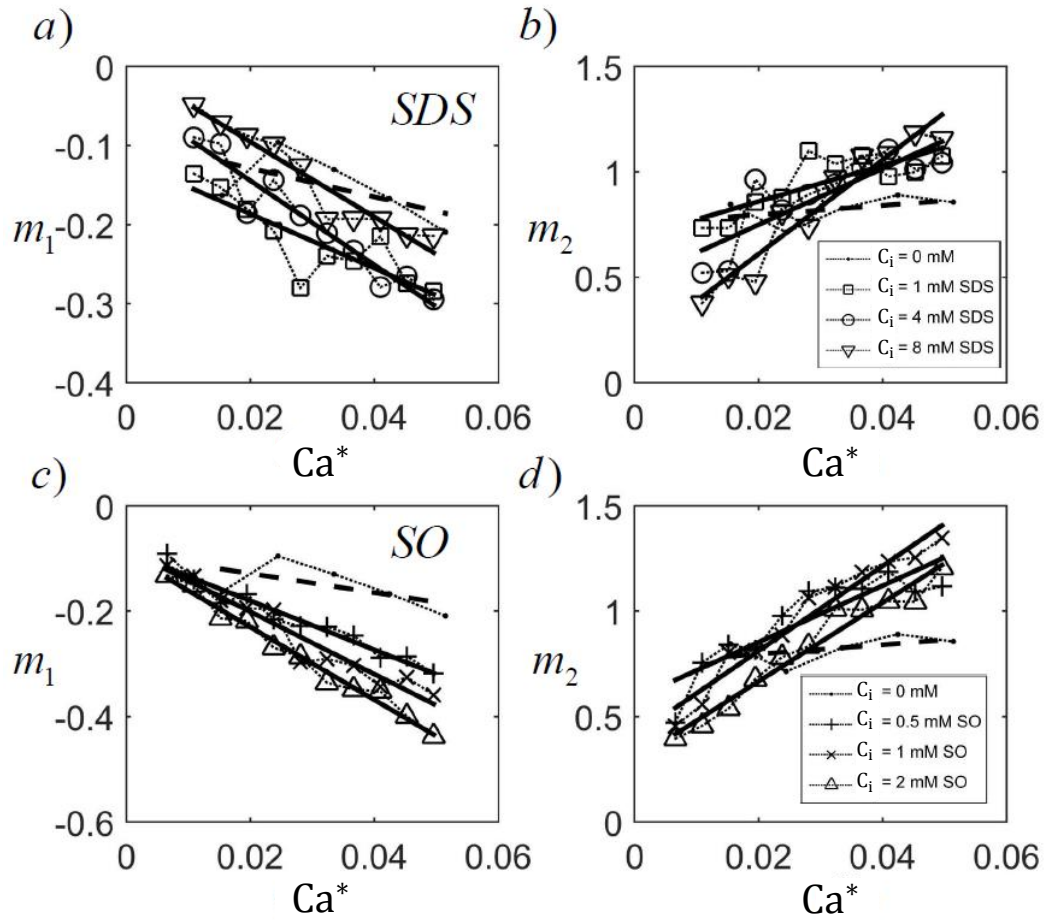 a)
0
-0.1
-0.2
-0.3
-0.4
m1
SDS
0 0.02 0.04 0.06
Ca*
b)
1.5
1
0.5
0
m2
Ci = 0 mM
Ci = 1 mM SDS
Ci = 4 mM SDS
Ci = 8 mM SDS
0 0.02 0.04 0.06
Ca*
c)
0
-0.2
-0.4
-0.6
m1
SO
0 0.02 0.04 0.06
Ca*
d)
1.5
1
0.5
0
m2
Ci = 0 mM
Ci = 0.5 mM SO
Ci = 1 mM SO
Ci = 2 mM SO
0 0.02 0.04 0.06
Ca*